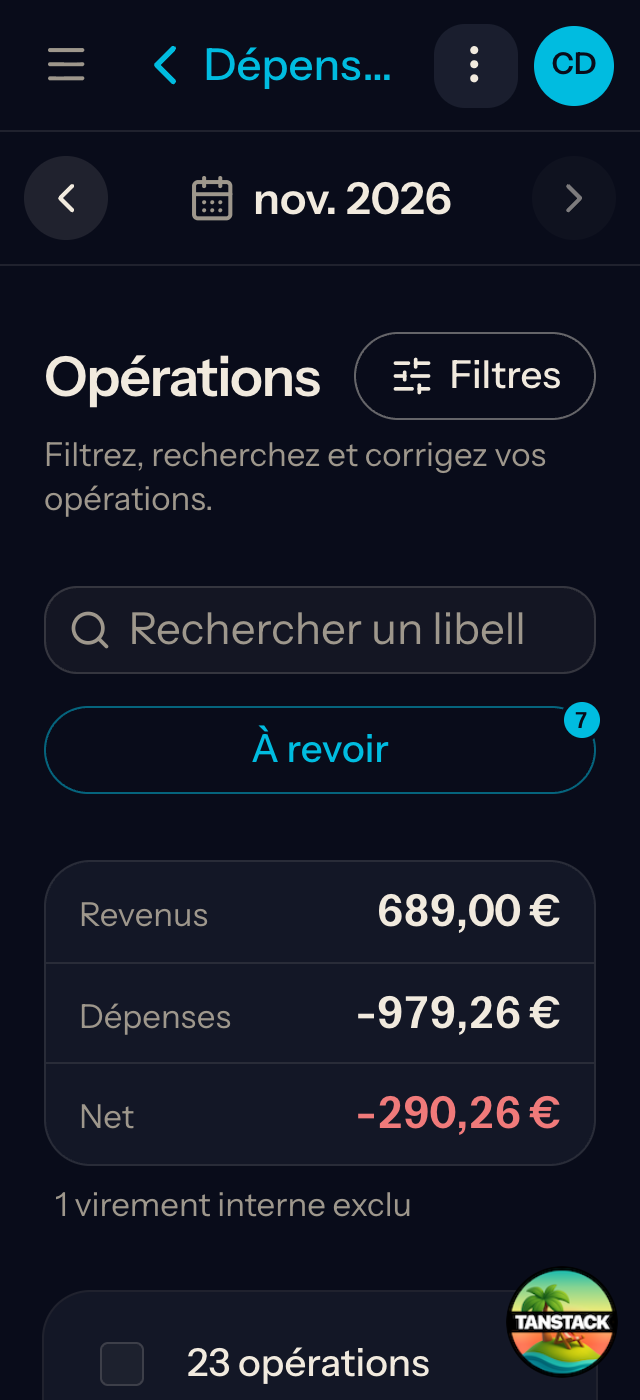 Dépens...
CD
nov. 2026
Opérations
Filtres
Filtrez, recherchez et corrigez vos
opérations.
Rechercher un libell
À revoir
7
Revenus
689,00 €
Dépenses
-979,26 €
Net
-290,26 €
1 virement interne exclu
TANSTACK
23 opérations